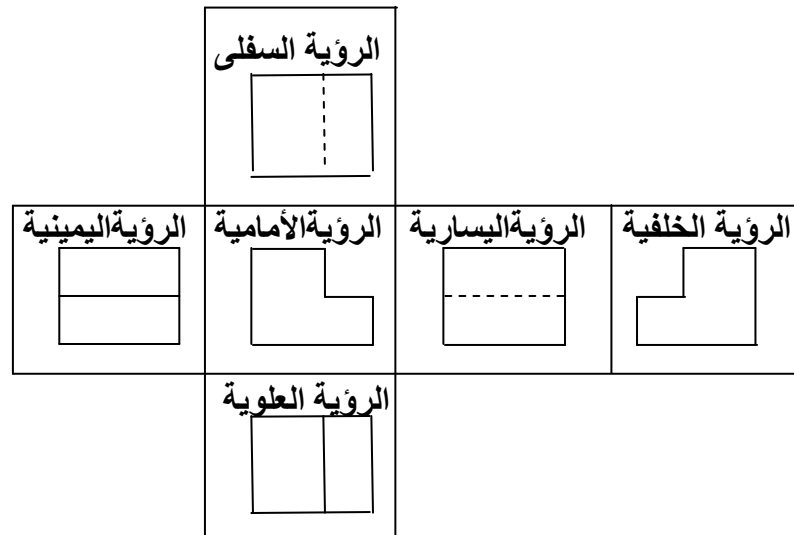 الرؤية السفلى
الرؤيةاليمينية
الرؤيةالأمامية
الرؤيةاليسارية
الرؤية الخلفية
الرؤية العلوية